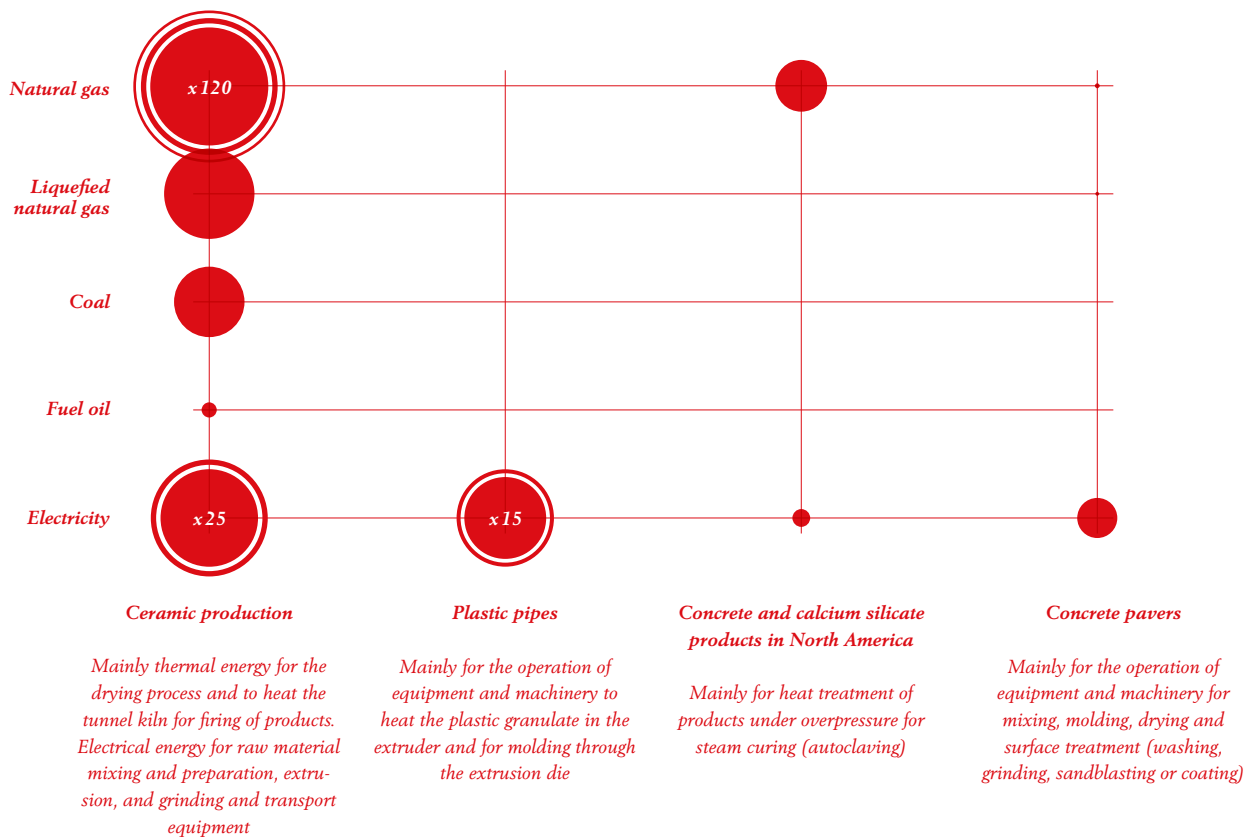 x120
Natural gas
Liquefied
natural gas
Coal
Fuel oil
Electricity
x25
x15
Ceramic production
Mainly thermal energy for the
drying process and to heat the
tunnel kiln for firing of products.
Electrical energy for raw material
mixing and preparation, extru-
sion, and grinding and transport
equipment
Plastic pipes
Mainly for the operation of
equipment and machinery to
heat the plastic granulate in the
extruder and for molding through
the extrusion die
Concrete and calcium silicate
products in North America
Mainly for heat treatment of
products under overpressure for
steam curing (autoclaving)
Concrete pavers
Mainly for the operation of
equipment and machinery for
mixing, molding, drying and
surface treatment (washing,
grinding, sandblasting or coating)